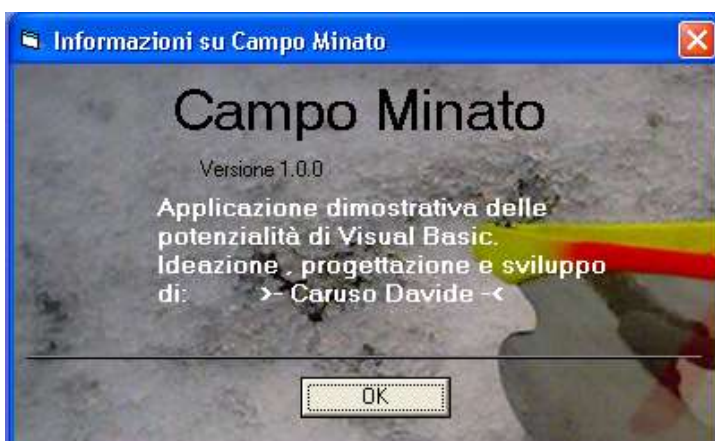 Informazioni su Campo Minato
Campo Minato
Versione 1.0.0
Applicazione dimostrativa delle
potenzialità di Visual Basic.
Ideazione , progettazione e sviluppo
di: >- Caruso Davide -<
OK